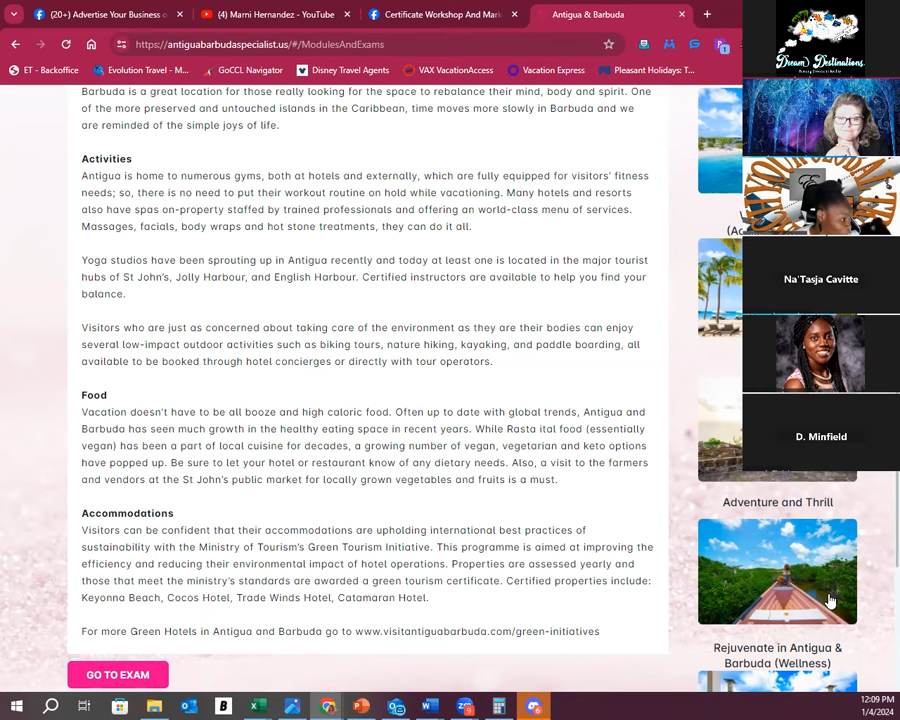 (20+) Advertise Your Business o
(4) Marni Hernandez - YouTube
Certificate Workshop And Mark
Antigua & Barbuda
https://antiguabarbudaspecialist.us/#/ModulesAndExams
ET - Backoffice
Evolution Travel - M...
GoCCL Navigator
Disney Travel Agents
VAX VacationAccess
Vacation Express
Pleasant Holidays: T...
Dream Destinations
Barbuda is a great location for those really looking for the space to rebalance their mind, body and spirit. One
of the more preserved and untouched islands in the Caribbean, time moves more slowly in Barbuda and we
are reminded of the simple joys of life.
Activities
Antigua is home to numerous gyms, both at hotels and externally, which are fully equipped for visitors' fitness
needs; so, there is no need to put their workout routine on hold while vacationing. Many hotels and resorts
also have spas on-property staffed by trained professionals and offering an world-class menu of services.
Massages, facials, body wraps and hot stone treatments, they can do it all.
Yoga studios have been sprouting up in Antigua recently and today at least one is located in the major tourist
hubs of St John's, Jolly Harbour, and English Harbour. Certified instructors are available to help you find your
balance.
Visitors who are just as concerned about taking care of the environment as they are their bodies can enjoy
several low-impact outdoor activities such as biking tours, nature hiking, kayaking, and paddle boarding, all
available to be booked through hotel concierges or directly with tour operators.
Food
Vacation doesn't have to be all booze and high caloric food. Often up to date with global trends, Antigua and
Barbuda has seen much growth in the healthy eating space in recent years. While Rasta ital food (essentially
vegan) has been a part of local cuisine for decades, a growing number of vegan, vegetarian and keto options
have popped up. Be sure to let your hotel or restaurant know of any dietary needs. Also, a visit to the farmers
and vendors at the St John's public market for locally grown vegetables and fruits is a must.
Accommodations
Visitors can be confident that their accommodations are upholding international best practices of
sustainability with the Ministry of Tourism's Green Tourism Initiative. This programme is aimed at improving the
efficiency and reducing their environmental impact of hotel operations. Properties are assessed yearly and
those that meet the ministry's standards are awarded a green tourism certificate. Certified properties include:
Keyonna Beach, Cocos Hotel, Trade Winds Hotel, Catamaran Hotel.
For more Green Hotels in Antigua and Barbuda go to www.visitantiguabarbuda.com/green-initiatives
GO TO EXAM
Na'Tasja Cavitte
D. Minfield
Adventure and Thrill
Rejuvenate in Antigua &
Barbuda (Wellness)
12:09 PM
1/4/2024